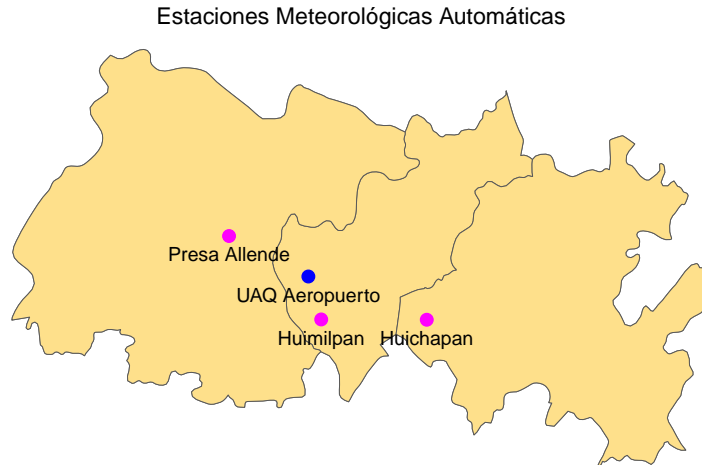 Estaciones Meteorológicas Automáticas
Presa Allende
UAQ Aeropuerto
Huimilpan
Huichapan